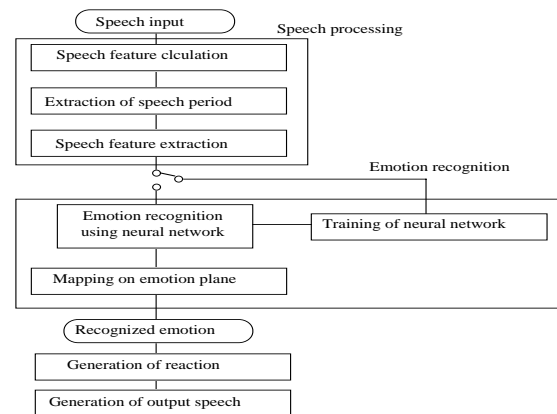 Speech input
Speech processing
Speech feature clculation
Extraction of speech period
Speech feature extraction
Emotion recognition
Emotion recognition
using neural network
Training of neural network
Mapping on emotion plane
Recognized emotion
Generation of reaction
Generation of output speech